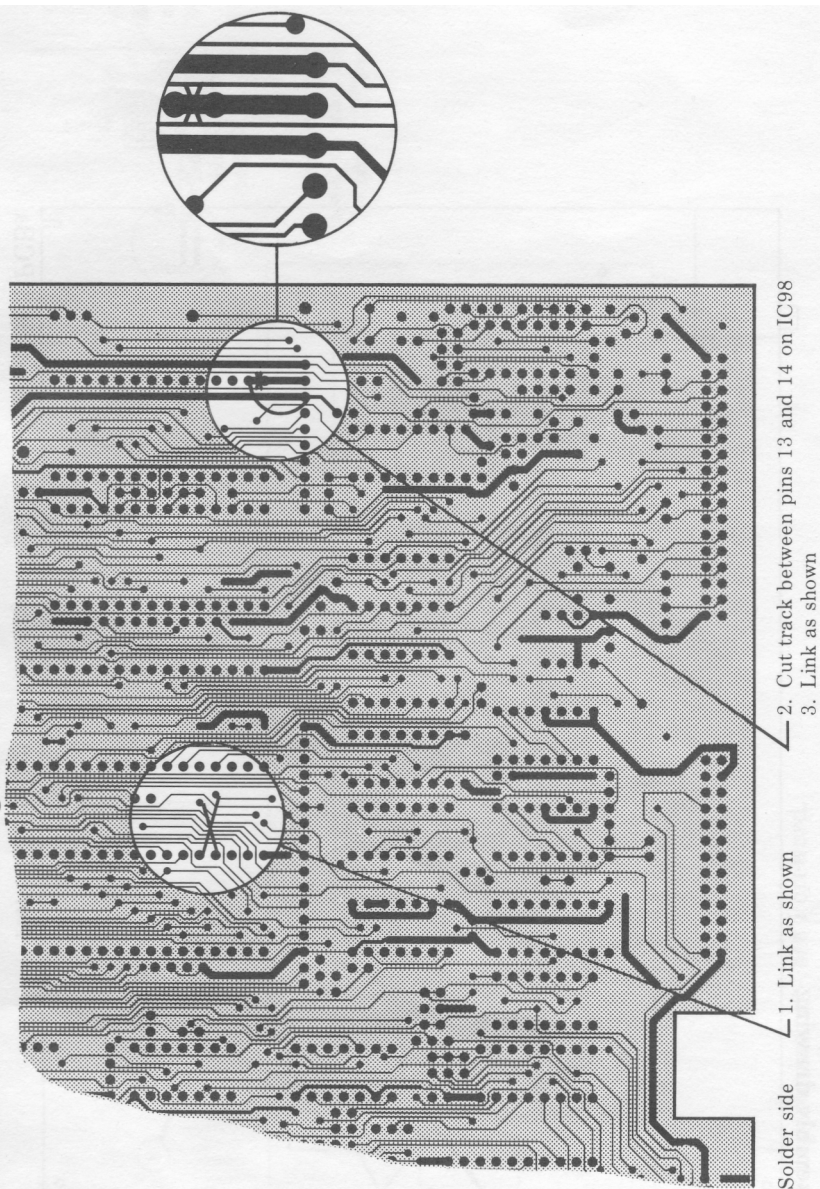 Solder side
1. Link as shown
2. Cut track between pins 13 and 14 on IC98
3. Link as shown